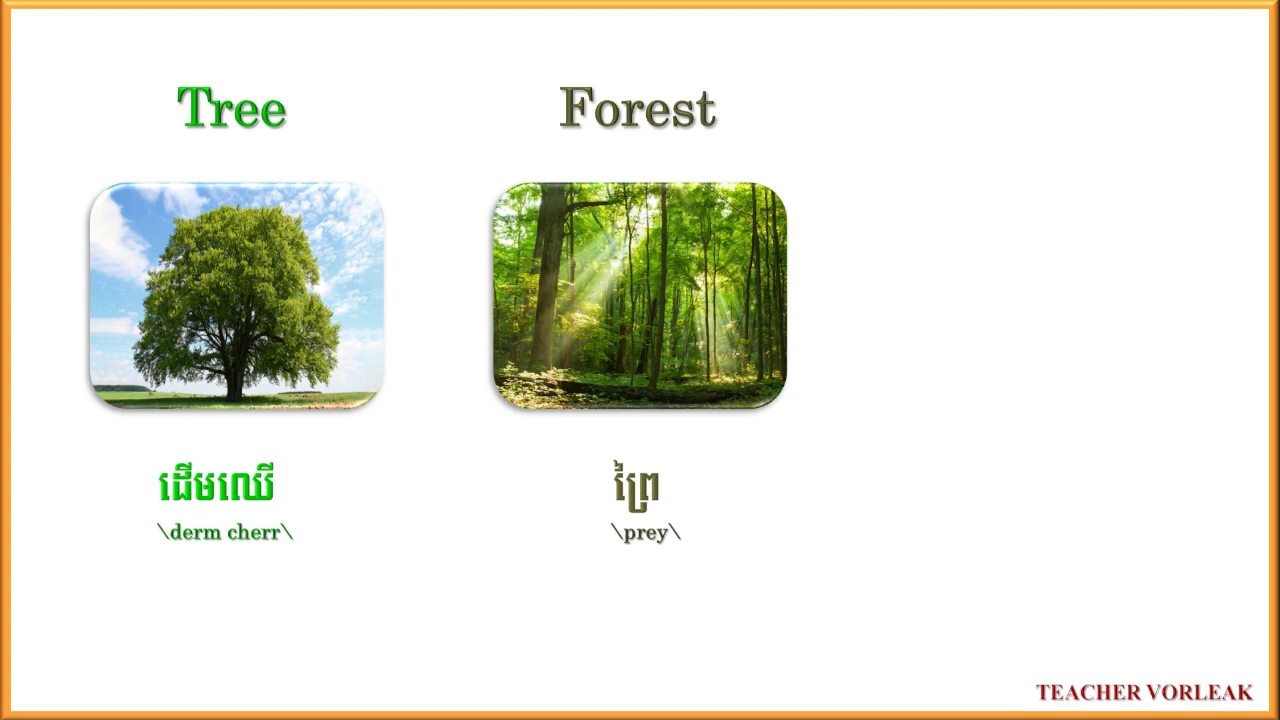 Tree
Forest
ដើមឈើ
ព្រៃ
\derm cherr\
\prey\
TEACHER VORLEAK